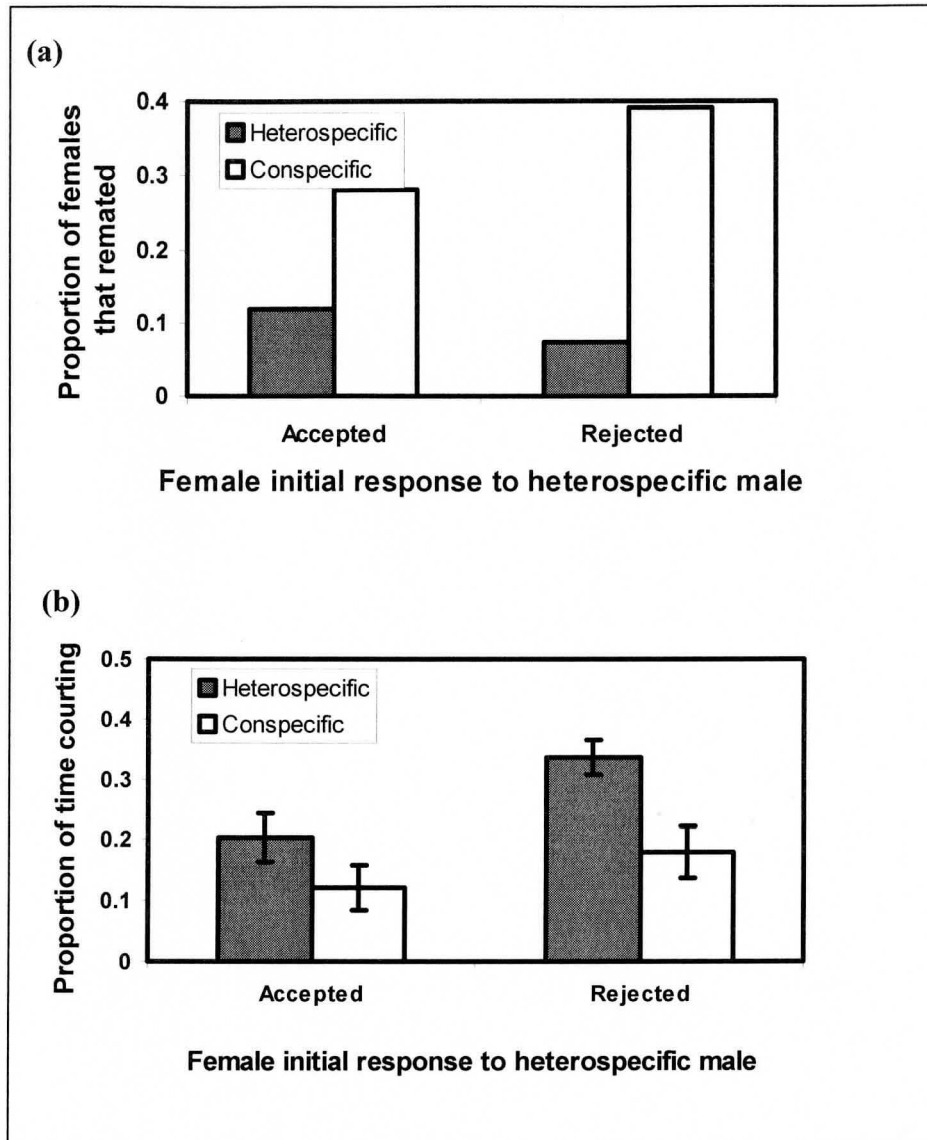 (a)
Proportion of females
that remated
0.4
0.3
0.2
0.1
0
Heterospecific
Conspecific
Accepted
Rejected
Female initial response to heterospecific male
(b)
Proportion of time courting
0.5
0.4
0.3
0.2
0.1
0
Heterospecific
Conspecific
Accepted
Rejected
Female initial response to heterospecific male